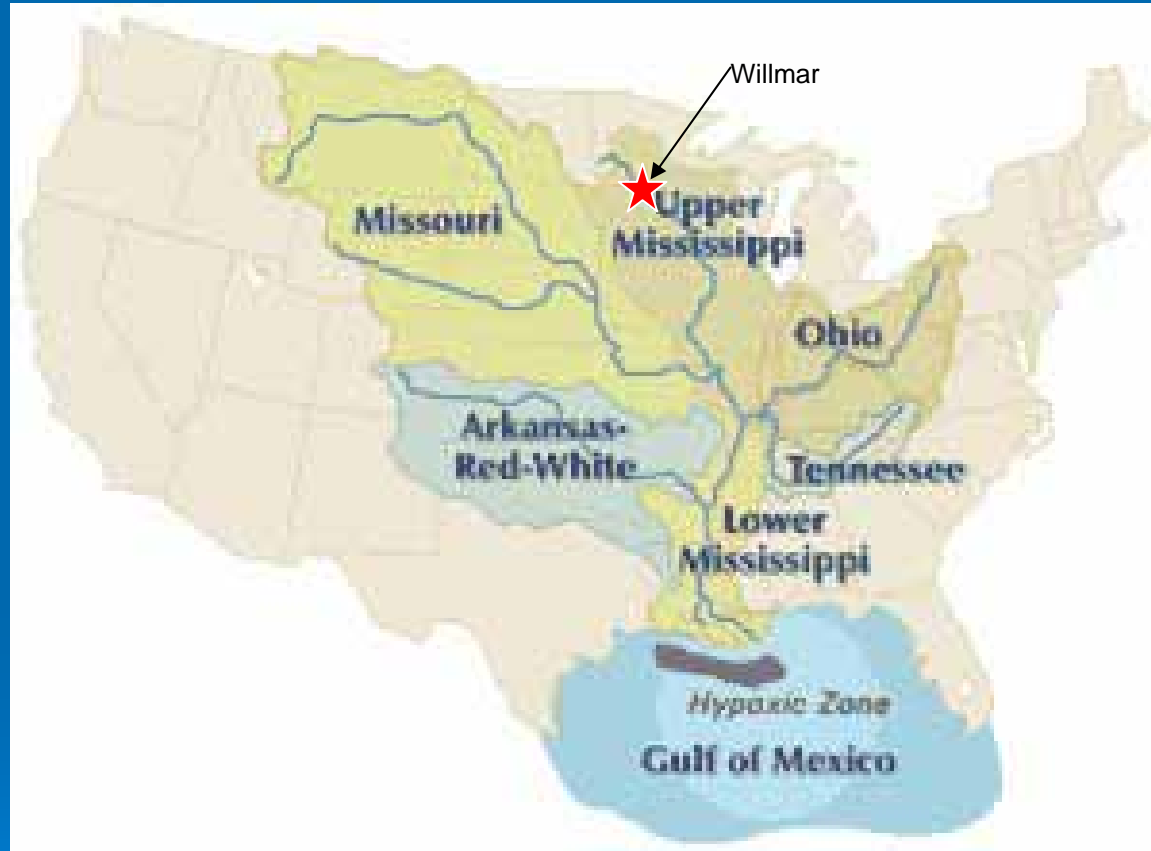 Willmar
Missouri
Upper
Mississippi
Ohio
Arkansas-
Red-White
Tennessee
Lower
Mississippi
Hypoxic Zone
Gulf of Mexico